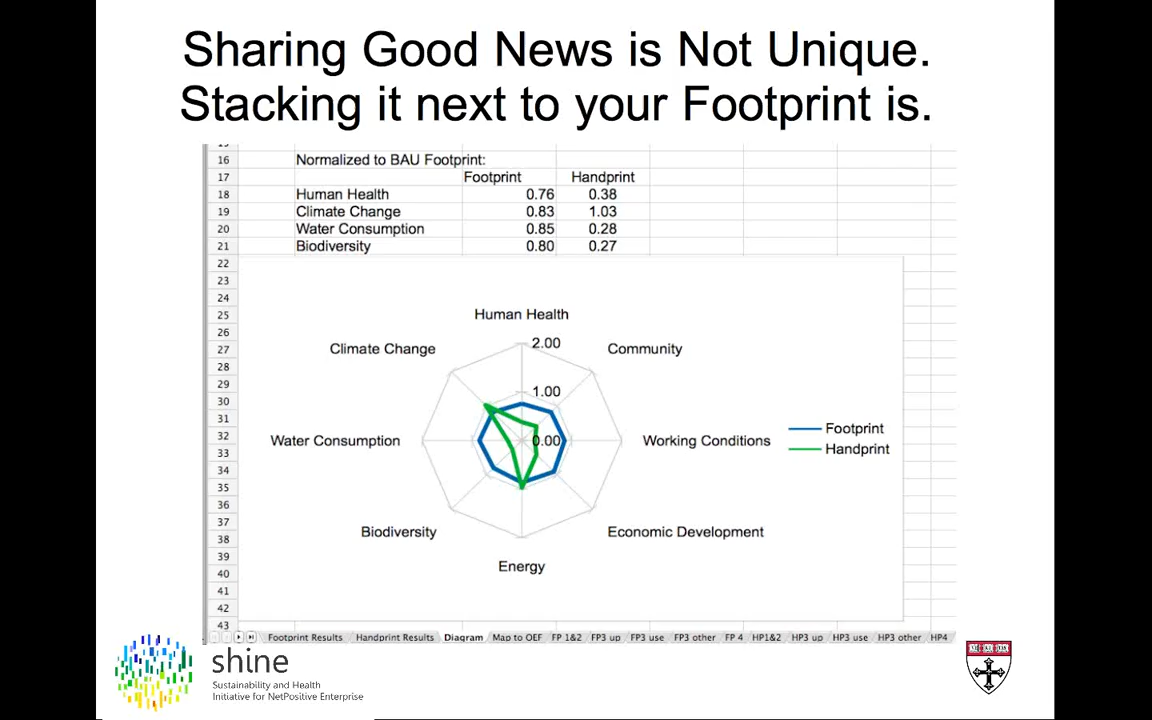 Sharing Good News is Not Unique.
Stacking it next to your Footprint is.
16 Normalized to BAU Footprint:
17 Footprint Handprint
18 Human Health 0.76 0.38
19 Climate Change 0.83 1.03
20 Water Consumption 0.85 0.28
21 Biodiversity 0.80 0.27
22
23
24
25
26
27
28
29
30
31
32
33
34
35
36
37
38
39
40
41
42
43
Human Health
2.00
Climate Change
Community
1.00
Water Consumption
0.00
Working Conditions
Footprint
Handprint
Biodiversity
Economic Development
Energy
Footprint Results Handprint Results Diagram Map to OEF FP 1&2 FP3 up FP3 use FP3 other FP 4 HP1&2 HP3 up HP3 use HP3 other HP4
shine
Sustainability and Health
Initiative for NetPositive Enterprise